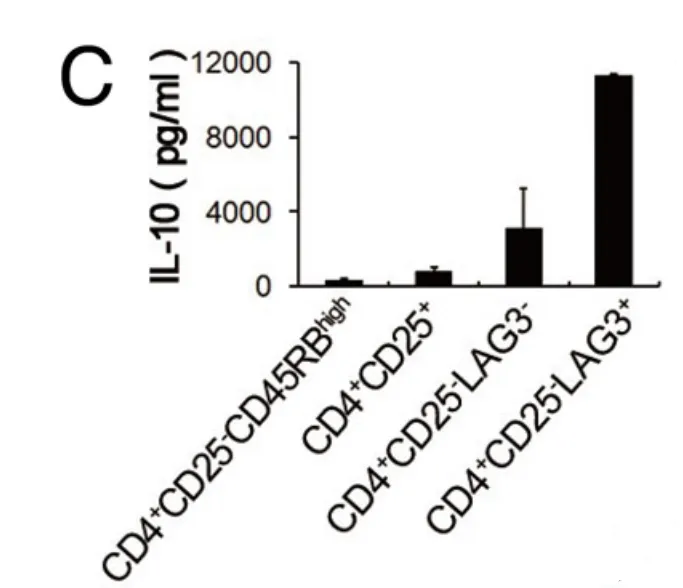 C
IL-10 ( pg/ml )
12000
8000
4000
0
CD4⁺CD25⁻CD45RBʰⁱᵍʰ
CD4⁺CD25⁺
CD4⁺CD25⁻LAG3⁻
CD4⁺CD25⁻LAG3⁺